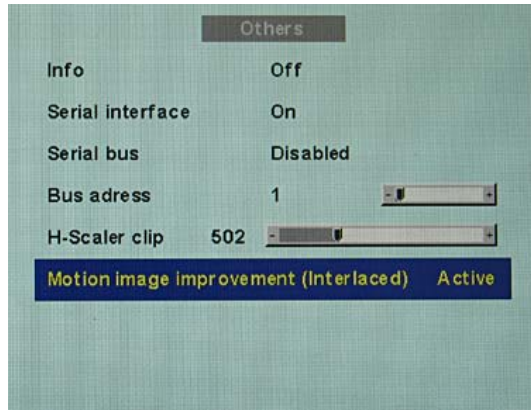 Others
Info Off
Serial interface On
Serial bus Disabled
Bus adress 1 - +
H-Scaler clip 502 - +
Motion image improvement (Interlaced) Active